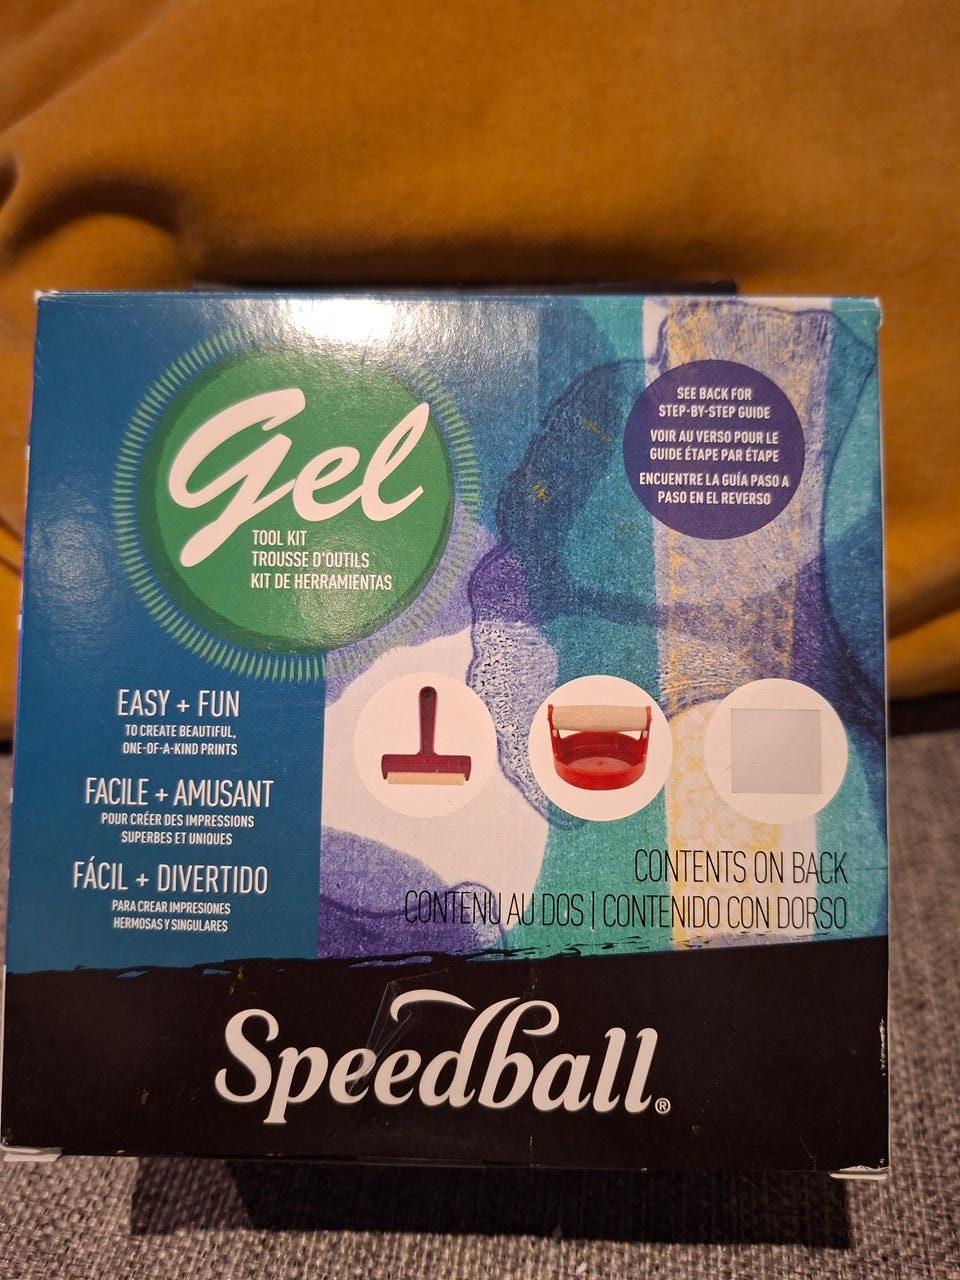 Gel
TOOL KIT
TROUSSE D'OUTILS
KIT DE HERRAMIENTAS
SEE BACK FOR
STEP-BY-STEP GUIDE
VOIR AU VERSO POUR LE
GUIDE ÉTAPE PAR ÉTAPE
ENCUENTRE LA GUÍA PASO A
PASO EN EL REVERSO
EASY + FUN
TO CREATE BEAUTIFUL,
ONE-OF-A-KIND PRINTS
FACILE + AMUSANT
POUR CRÉER DES IMPRESSIONS
SUPERBES ET UNIQUES
FÁCIL + DIVERTIDO
PARA CREAR IMPRESIONES
HERMOSAS Y SINGULARES
CONTENTS ON BACK
CONTENU AU DOS | CONTENIDO CON DORSO
Speedball®